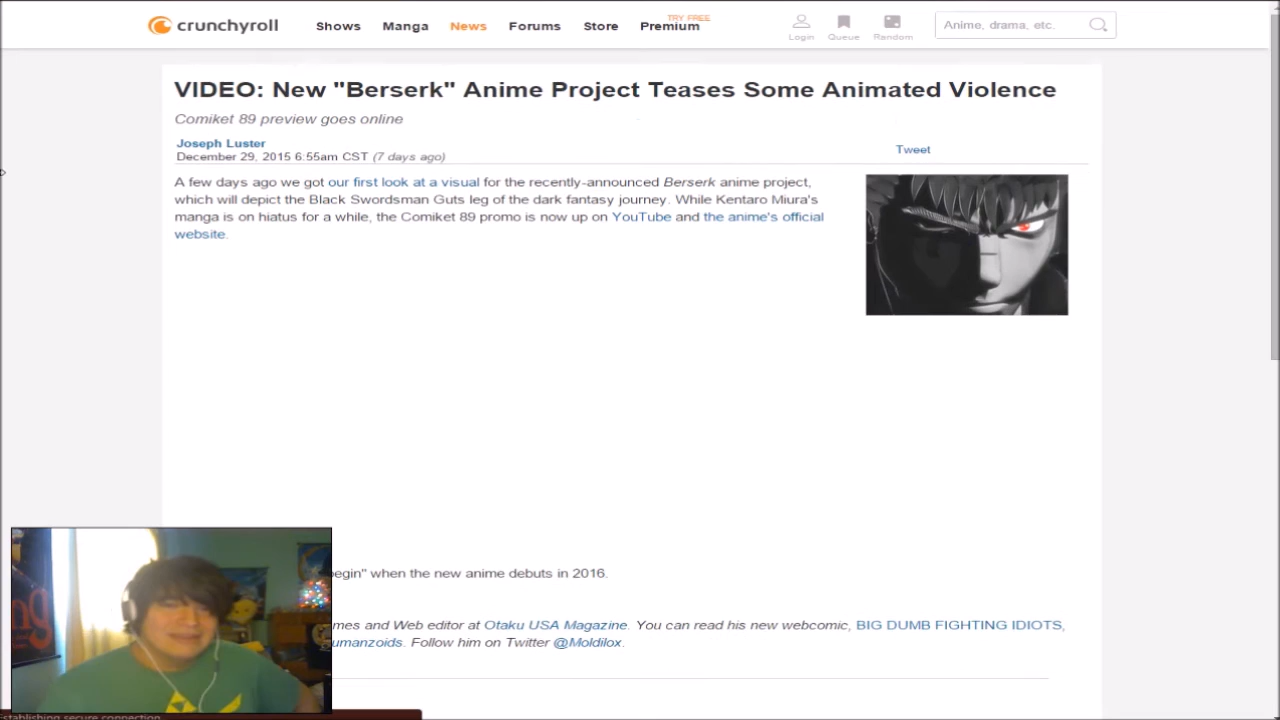 crunchyroll
Shows
Manga
News
Forums
Store
TRY FREE
Premium
Login
Queue
Random
Anime, drama, etc.
VIDEO: New "Berserk" Anime Project Teases Some Animated Violence
Comiket 89 preview goes online
Joseph Luster
December 29, 2015 6:55am CST (7 days ago)
Tweet
A few days ago we got our first look at a visual for the recently-announced Berserk anime project,
which will depict the Black Swordsman Guts leg of the dark fantasy journey. While Kentaro Miura's
manga is on hiatus for a while, the Comiket 89 promo is now up on YouTube and the anime's official
website.
begin" when the new anime debuts in 2016.
mes and Web editor at Otaku USA Magazine. You can read his new webcomic, BIG DUMB FIGHTING IDIOTS,
umanzoids. Follow him on Twitter @Moldilox.
stablishing secure connection